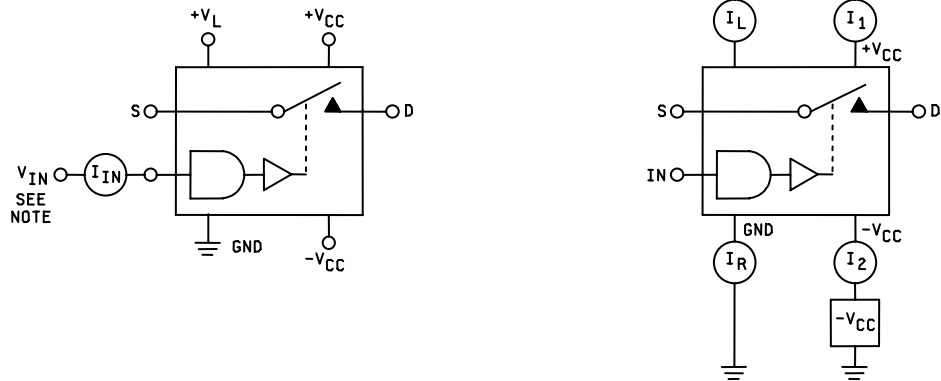 +VL
+VCC
S
D
VIN
IIN
SEE
NOTE
GND
-VCC
IL
I1
+VCC
S
D
IN
GND
-VCC
IR
I2
-VCC